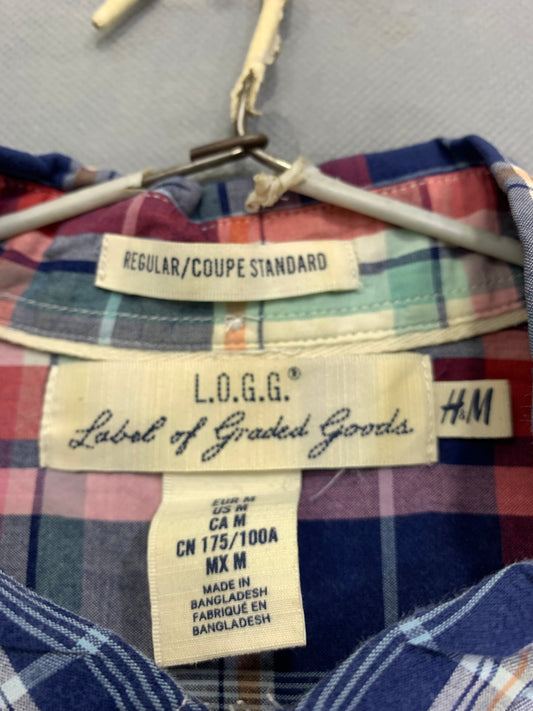 REGULAR/COUPE STANDARD
L.O.G.G.®
Label of Graded Goods
H&M
EUR M
US M
CA M
CN 175/100A
MX M
MADE IN
BANGLADESH
FABRIQUÉ EN
BANGLADESH